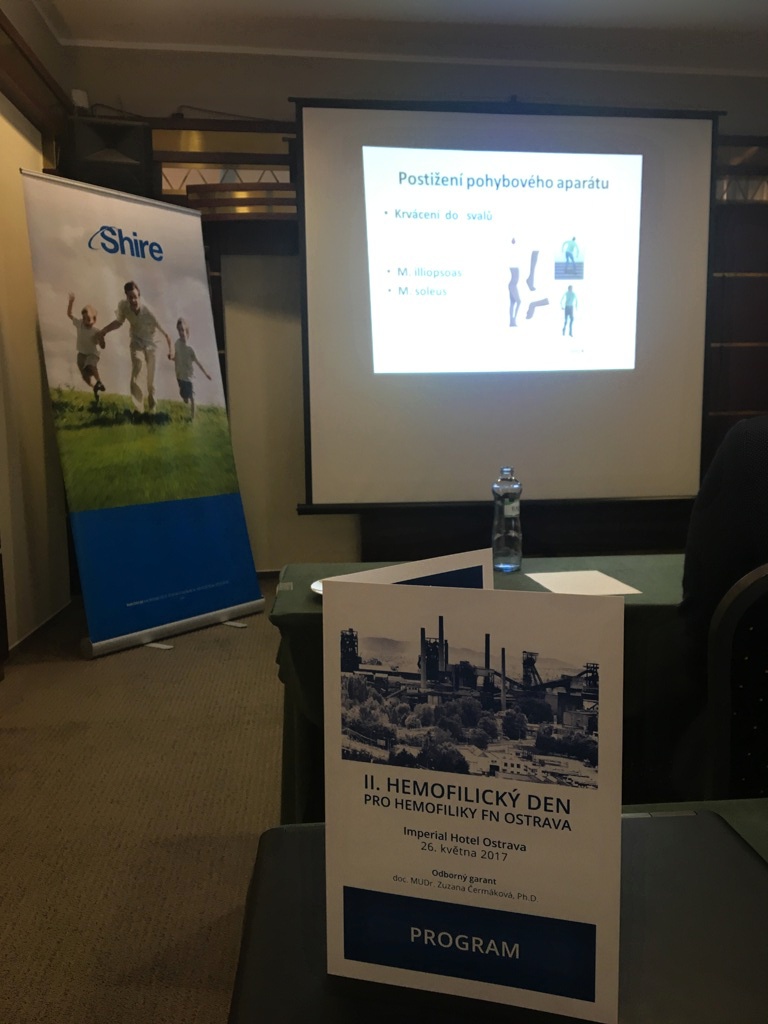 Shire
Postižení pohybového aparátu
• Krvácení do svalů
• M. illiopsoas
• M. soleus
II. HEMOFILICKÝ DEN
PRO HEMOFILIKY FN OSTRAVA
Imperial Hotel Ostrava
26. května 2017
Odborný garant
doc. MUDr. Zuzana Čermáková, Ph.D
PROGRAM